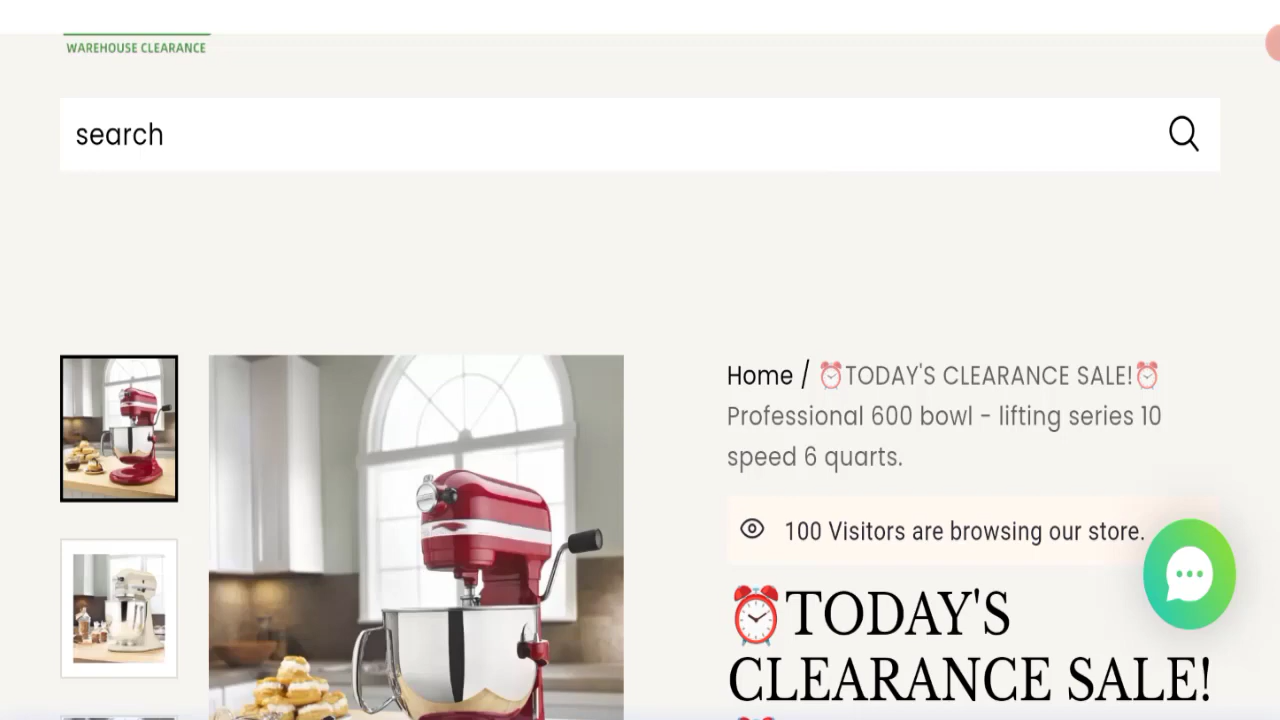 WAREHOUSE CLEARANCE
search
Home / ⏰TODAY'S CLEARANCE SALE!⏰
Professional 600 bowl - lifting series 10
speed 6 quarts.
100 Visitors are browsing our store.
⏰TODAY'S
CLEARANCE SALE!